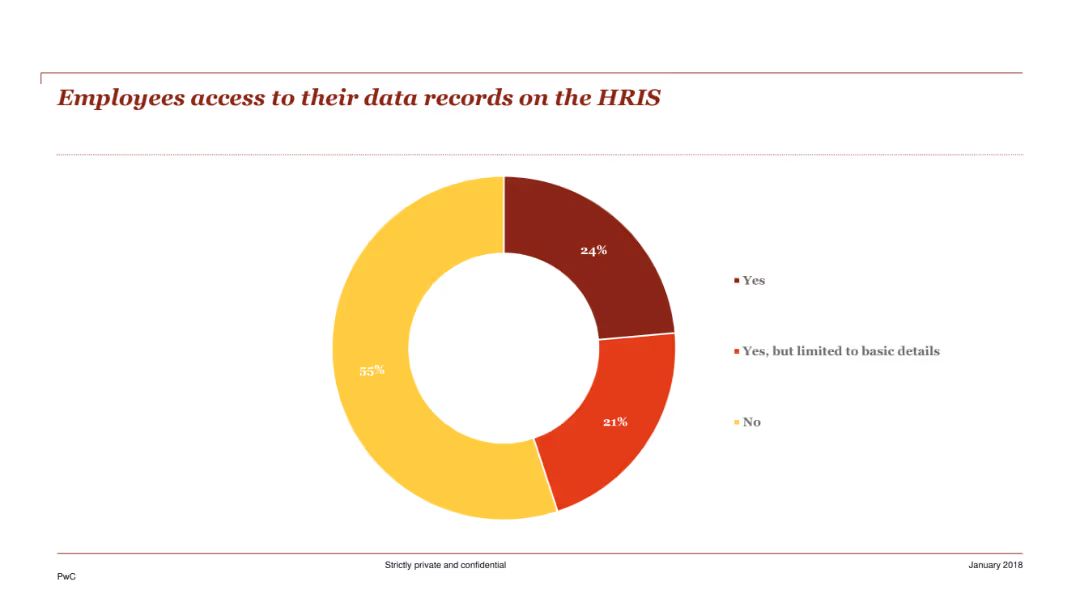 Employees access to their data records on the HRIS
24%
Yes
Yes, but limited to basic details
55%
21%
No
Strictly private and confidential
January 2018
PwC